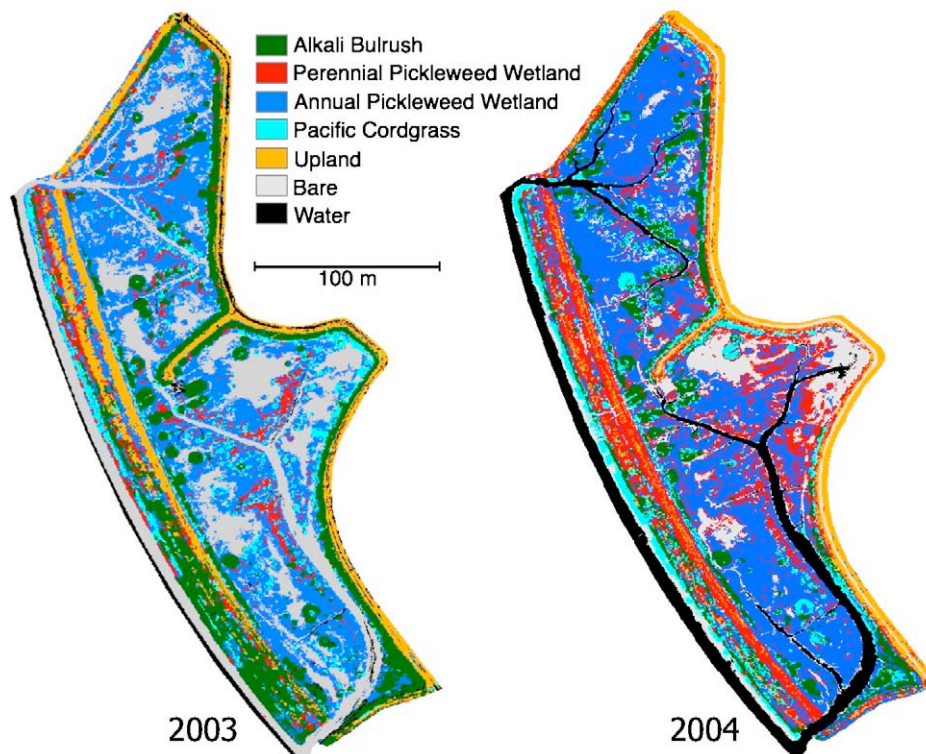 Alkali Bulrush
Perennial Pickleweed Wetland
Annual Pickleweed Wetland
Pacific Cordgrass
Upland
Bare
Water
100 m
2003
2004